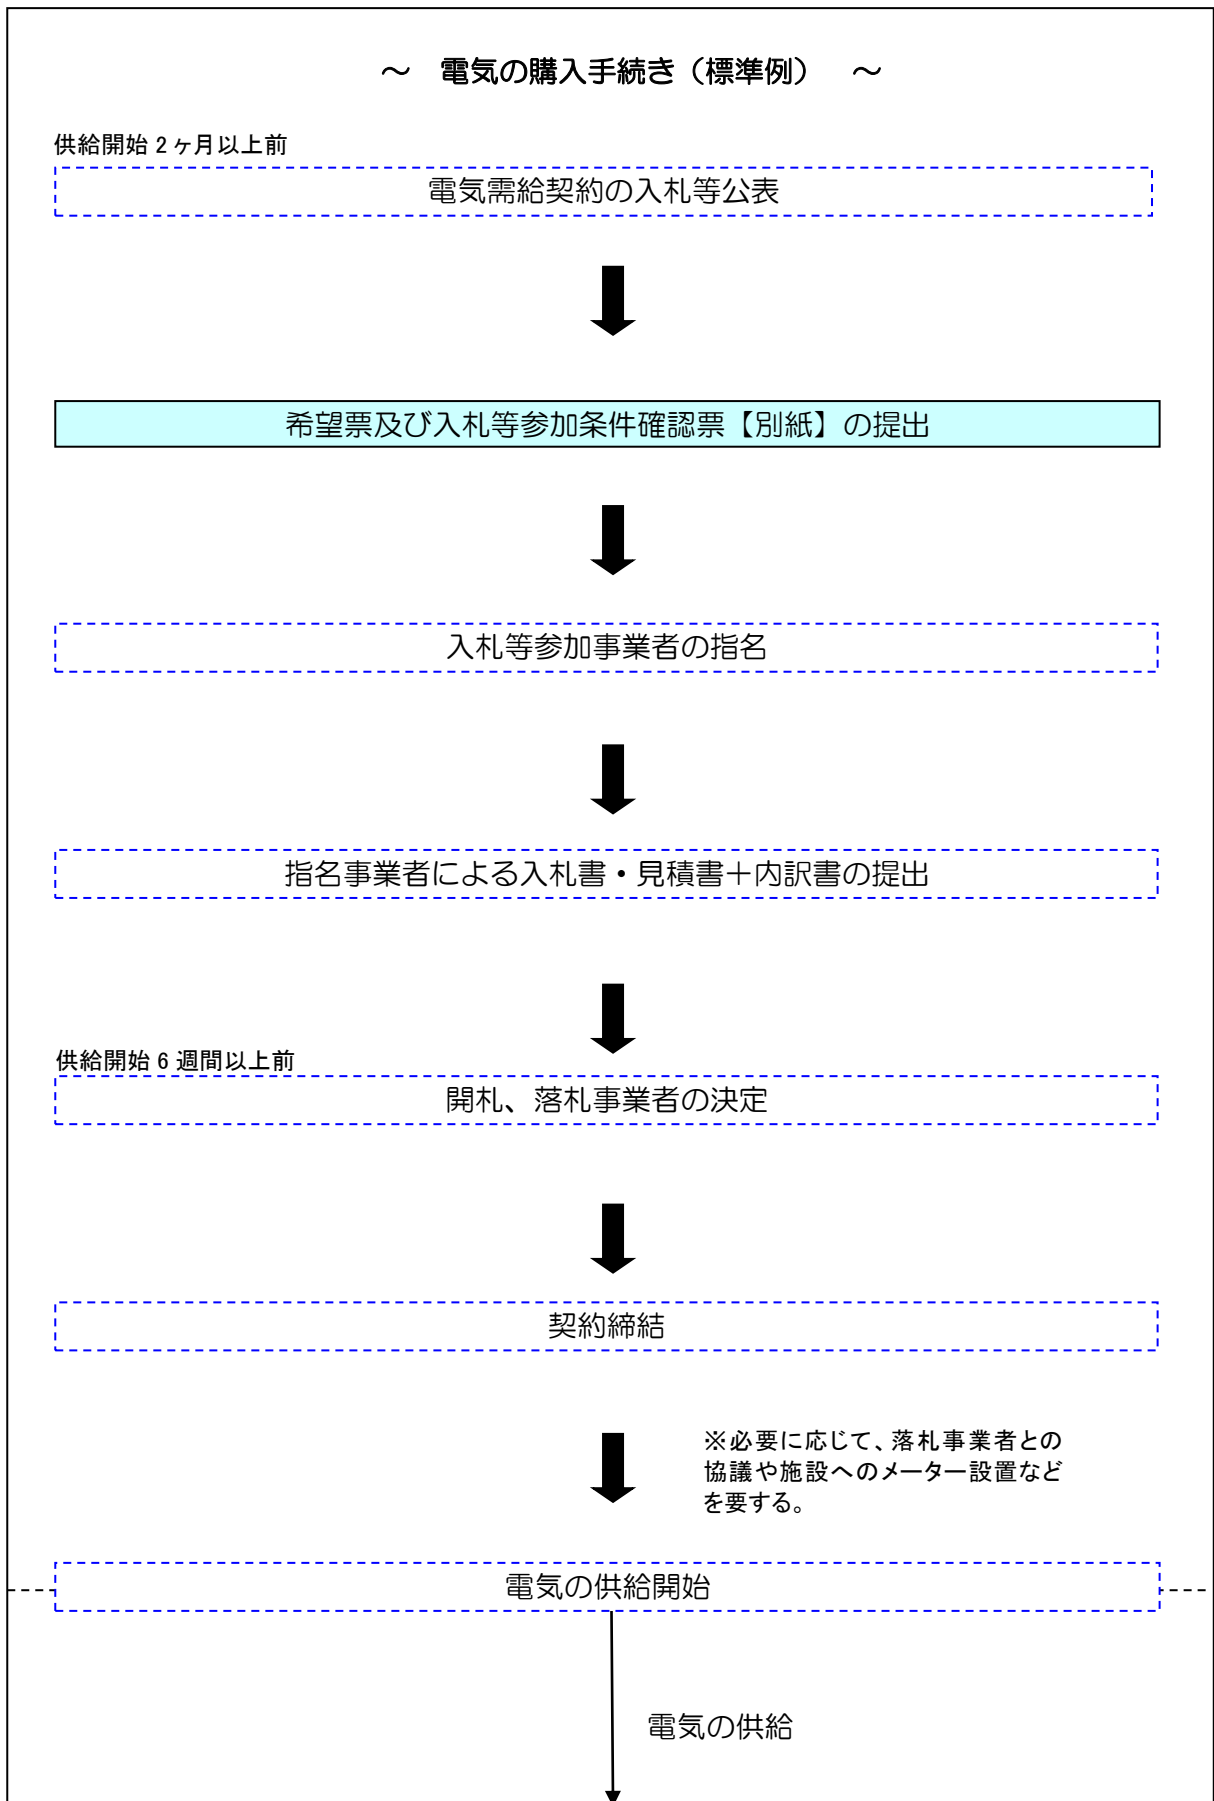 ～　電気の購入手続き（標準例）　～
供給開始２ヶ月以上前
電気需給契約の入札等公表
希望票及び入札等参加条件確認票【別紙】の提出
入札等参加事業者の指名
指名事業者による入札書・見積書＋内訳書の提出
供給開始６週間以上前
開札、落札事業者の決定
契約締結
※必要に応じて、落札事業者との
協議や施設へのメーター設置など
を要する。
電気の供給開始
電気の供給